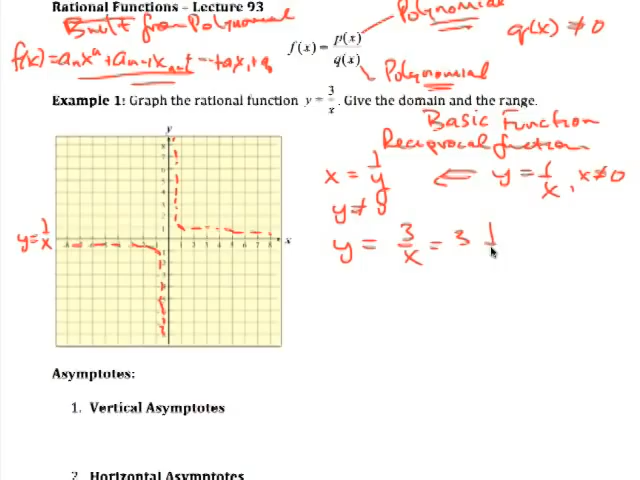 Rational Functions – Lecture 93
Polynomial
Built from Polynomial
f(x) = p(x) / q(x)
q(x) ≠ 0
f(x) = aₙxⁿ + aₙ₋₁xₙ₋₁ + ... + a₁x + a₀
Polynomial
Example 1: Graph the rational function y = 3/x. Give the domain and the range.
Basic Function
Reciprocal function
x = 1/y ⇐ y = 1/x, x ≠ 0
y ≠ 0
y = 1/x
y = 3/x = 3 1
y
x
Asymptotes:
1. Vertical Asymptotes
2. Horizontal Asymptotes